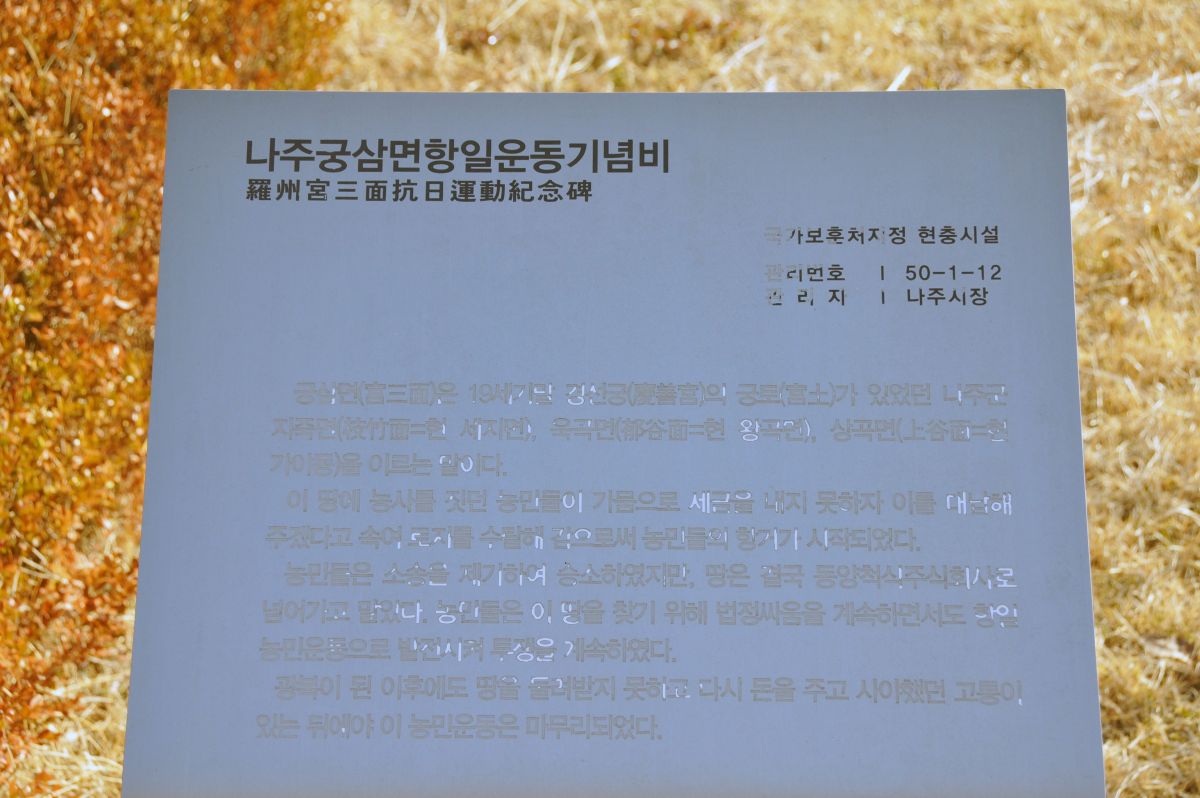 나주궁삼면항일운동기념비
羅州宮三面抗日運動紀念碑
국가보훈처지정 현충시설
관리번호 | 50-1-12
관 리 자 | 나주시장
궁삼면(宮三面)은 19세기말 경선궁(慶善宮)의 궁토(宮土)가 있었던 나주군
지죽면(枝竹面=현 세지면), 욱곡면(郁谷面=현 왕곡면), 상곡면(上谷面=현
가이동)을 이르는 말이다.
이 땅에 농사를 짓던 농민들이 가뭄으로 세금을 내지 못하자 이를 대납해
주겠다고 속여 토지를 수탈해 감으로써 농민들의 항거가 시작되었다.
농민들은 소송을 제기하여 승소하였지만, 땅은 결국 동양척식주식회사로
넘어가고 말았다. 농민들은 이 땅을 찾기 위해 법정싸움을 계속하면서도 항일
농민운동으로 발전시켜 투쟁을 계속하였다.
광복이 된 이후에도 땅을 돌려받지 못하고 다시 돈을 주고 사야했던 고통이
있는 뒤에야 이 농민운동은 마무리되었다.